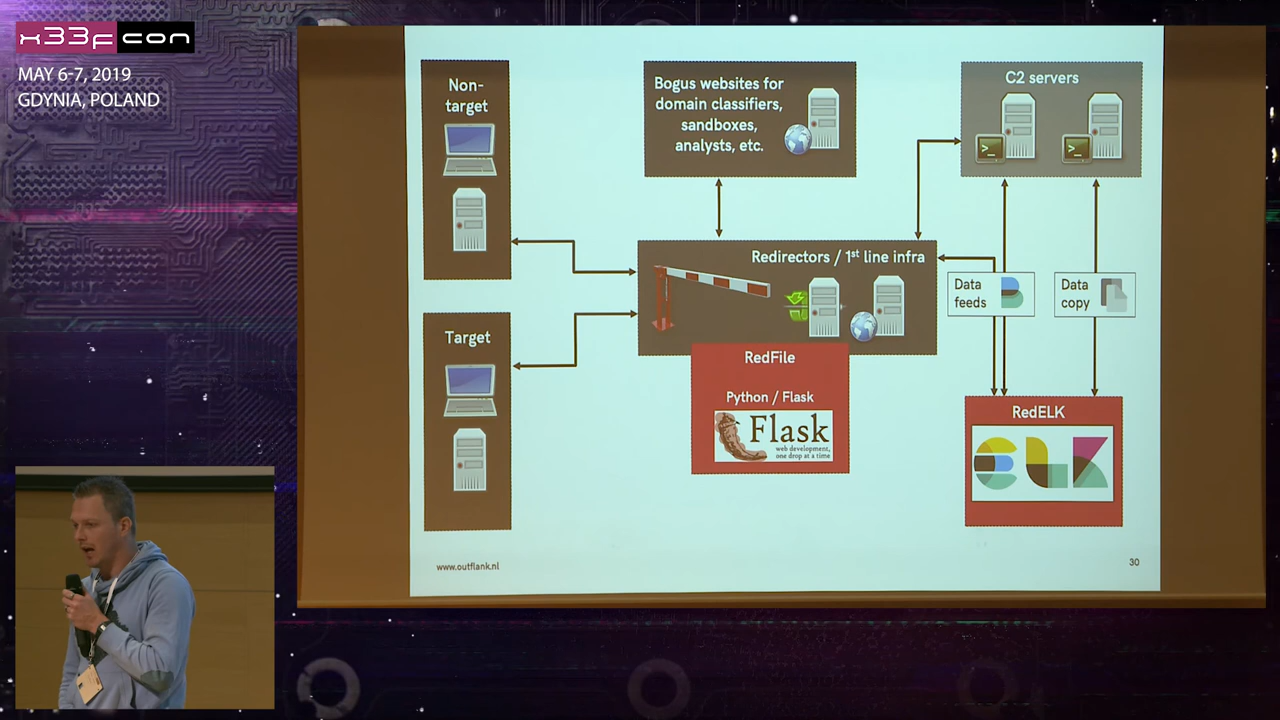 x33fcon
MAY 6-7, 2019
GDYNIA, POLAND
Non-
target
Target
Bogus websites for
domain classifiers,
sandboxes,
analysts, etc.
C2 servers
>_
>_
Redirectors / 1st line infra
Data
feeds
Data
copy
RedFile
Python / Flask
Flask
web development,
one drop at a time
RedELK
ELK
www.outflank.nl
30